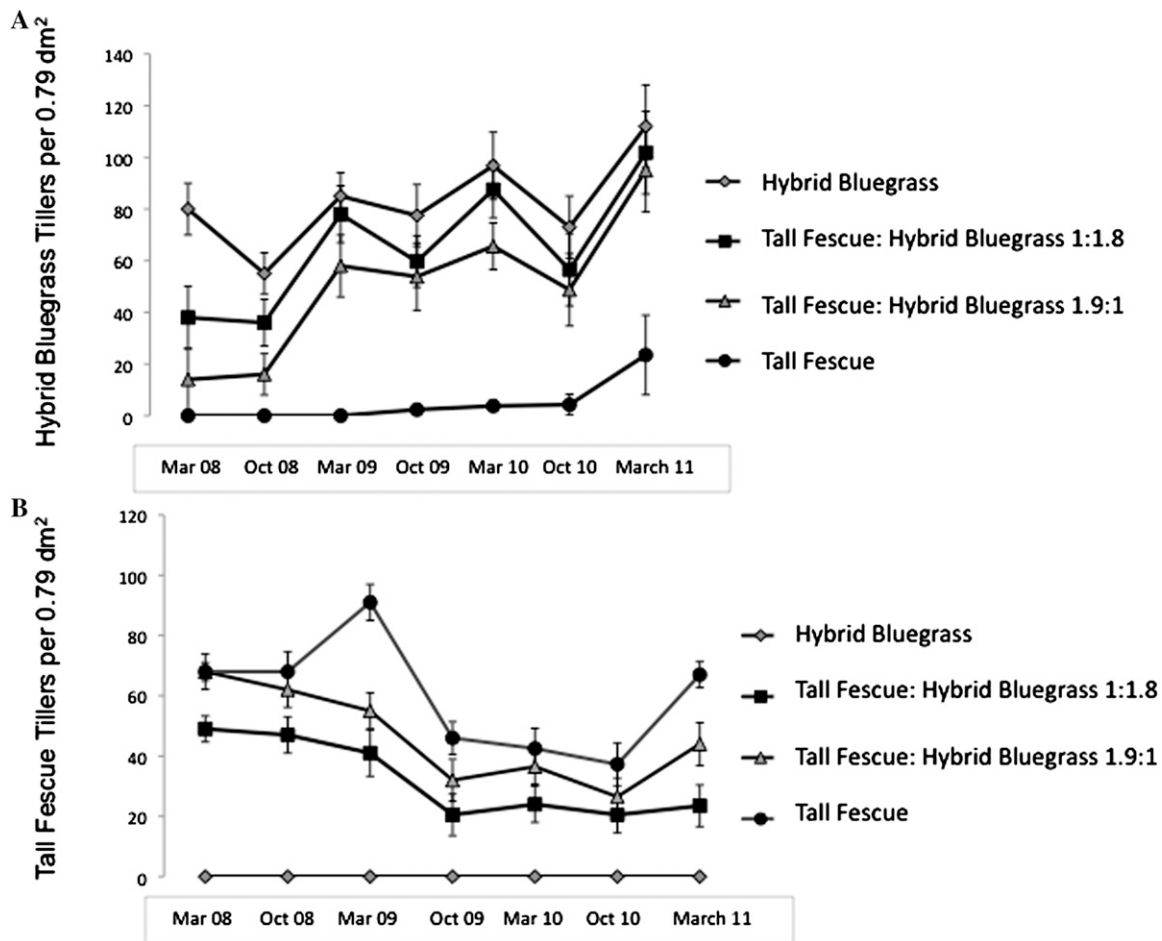 A
Hybrid Bluegrass Tillers per 0.79 dm²
140
120
100
80
60
40
20
0
Mar 08 Oct 08 Mar 09 Oct 09 Mar 10 Oct 10 March 11
Hybrid Bluegrass
Tall Fescue: Hybrid Bluegrass 1:1.8
Tall Fescue: Hybrid Bluegrass 1.9:1
Tall Fescue
B
Tall Fescue Tillers per 0.79 dm²
120
100
80
60
40
20
0
Mar 08 Oct 08 Mar 09 Oct 09 Mar 10 Oct 10 March 11
Hybrid Bluegrass
Tall Fescue: Hybrid Bluegrass 1:1.8
Tall Fescue: Hybrid Bluegrass 1.9:1
Tall Fescue